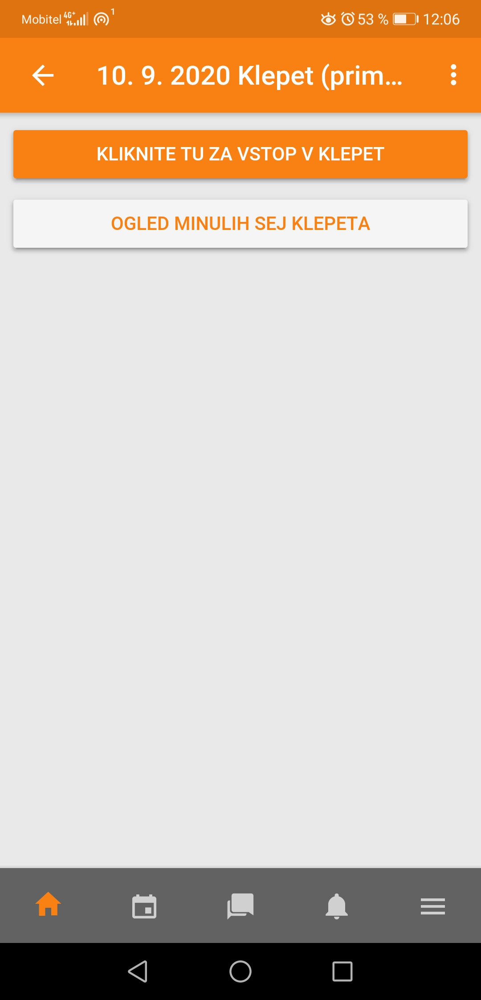 Mobitel 4G+ 1 53 % 12:06
10. 9. 2020 Klepet (prim...
KLIKNITE TU ZA VSTOP V KLEPET
OGLED MINULIH SEJ KLEPETA